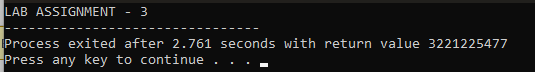 LAB ASSIGNMENT - 3
--------------------------------
Process exited after 2.761 seconds with return value 3221225477
Press any key to continue . . .